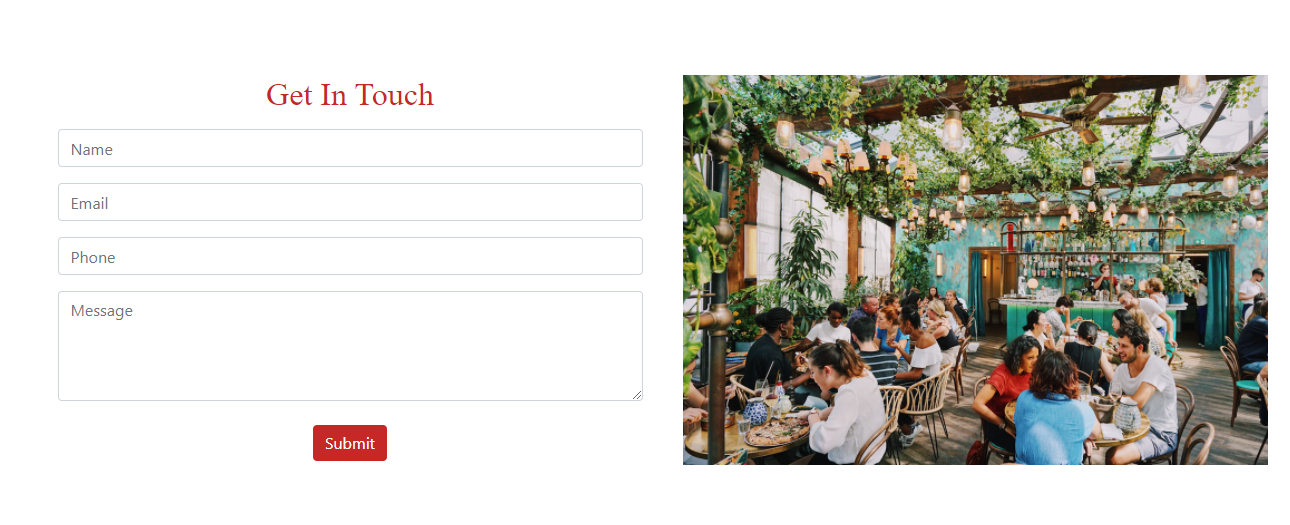 Get In Touch
Name
Email
Phone
Message
Submit